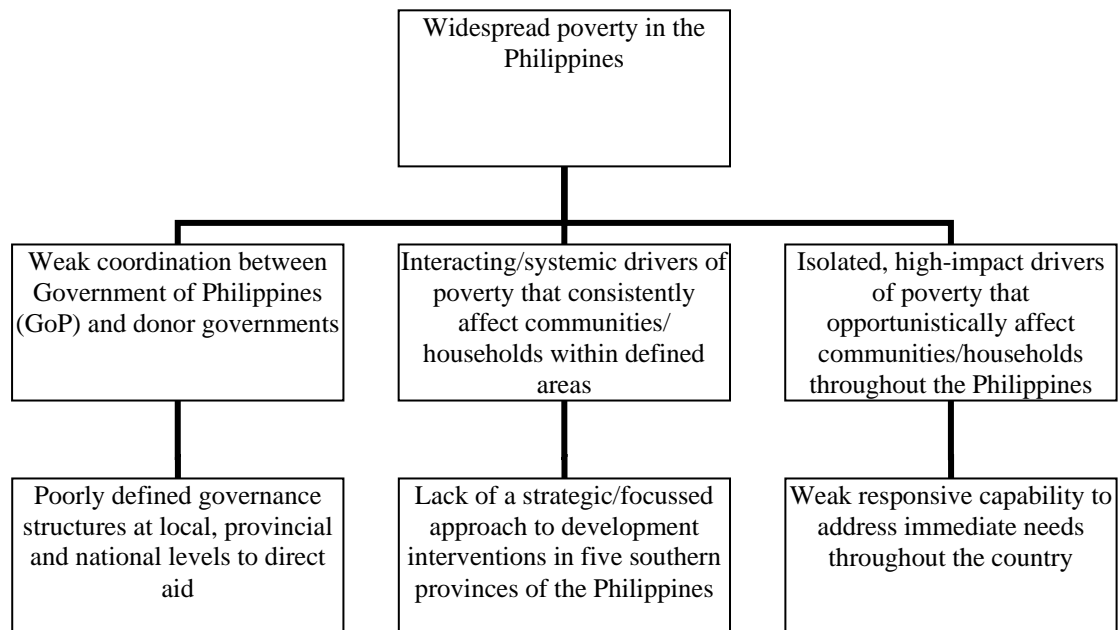 Widespread poverty in the
Philippines
Weak coordination between
Government of Philippines
(GoP) and donor governments
Interacting/systemic drivers of
poverty that consistently
affect communities/
households within defined
areas
Isolated, high-impact drivers
of poverty that
opportunistically affect
communities/households
throughout the Philippines
Poorly defined governance
structures at local, provincial
and national levels to direct
aid
Lack of a strategic/focussed
approach to development
interventions in five southern
provinces of the Philippines
Weak responsive capability to
address immediate needs
throughout the country